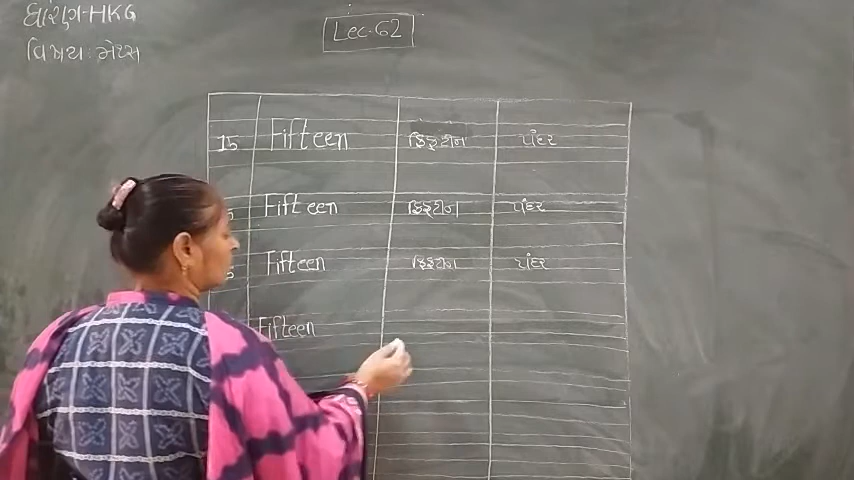 ધોરણ-HKG
Lec-62
વિષય: મેથ્સ
15 Fifteen ફિફ્ટીન પંદર
Fifteen ફિફ્ટીન પંદર
Fifteen ફિફ્ટીન પંદર
Fifteen